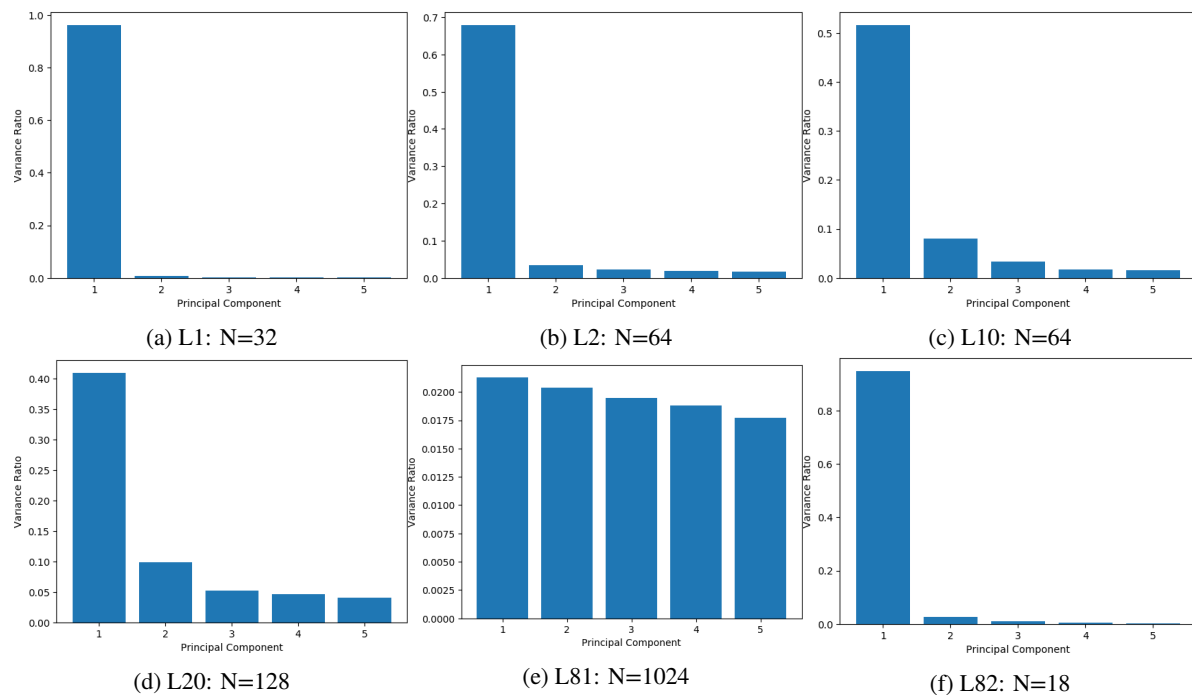 1.0
0.8
0.6
0.4
0.2
0.0
Variance Ratio
1 2 3 4 5
Principal Component
(a) L1: N=32
0.7
0.6
0.5
0.4
0.3
0.2
0.1
0.0
Variance Ratio
1 2 3 4 5
Principal Component
(b) L2: N=64
0.5
0.4
0.3
0.2
0.1
0.0
Variance Ratio
1 2 3 4 5
Principal Component
(c) L10: N=64
0.40
0.35
0.30
0.25
0.20
0.15
0.10
0.05
0.00
Variance Ratio
1 2 3 4 5
Principal Component
(d) L20: N=128
0.0200
0.0175
0.0150
0.0125
0.0100
0.0075
0.0050
0.0025
0.0000
Variance Ratio
1 2 3 4 5
Principal Component
(e) L81: N=1024
0.8
0.6
0.4
0.2
0.0
Variance Ratio
1 2 3 4 5
Principal Component
(f) L82: N=18